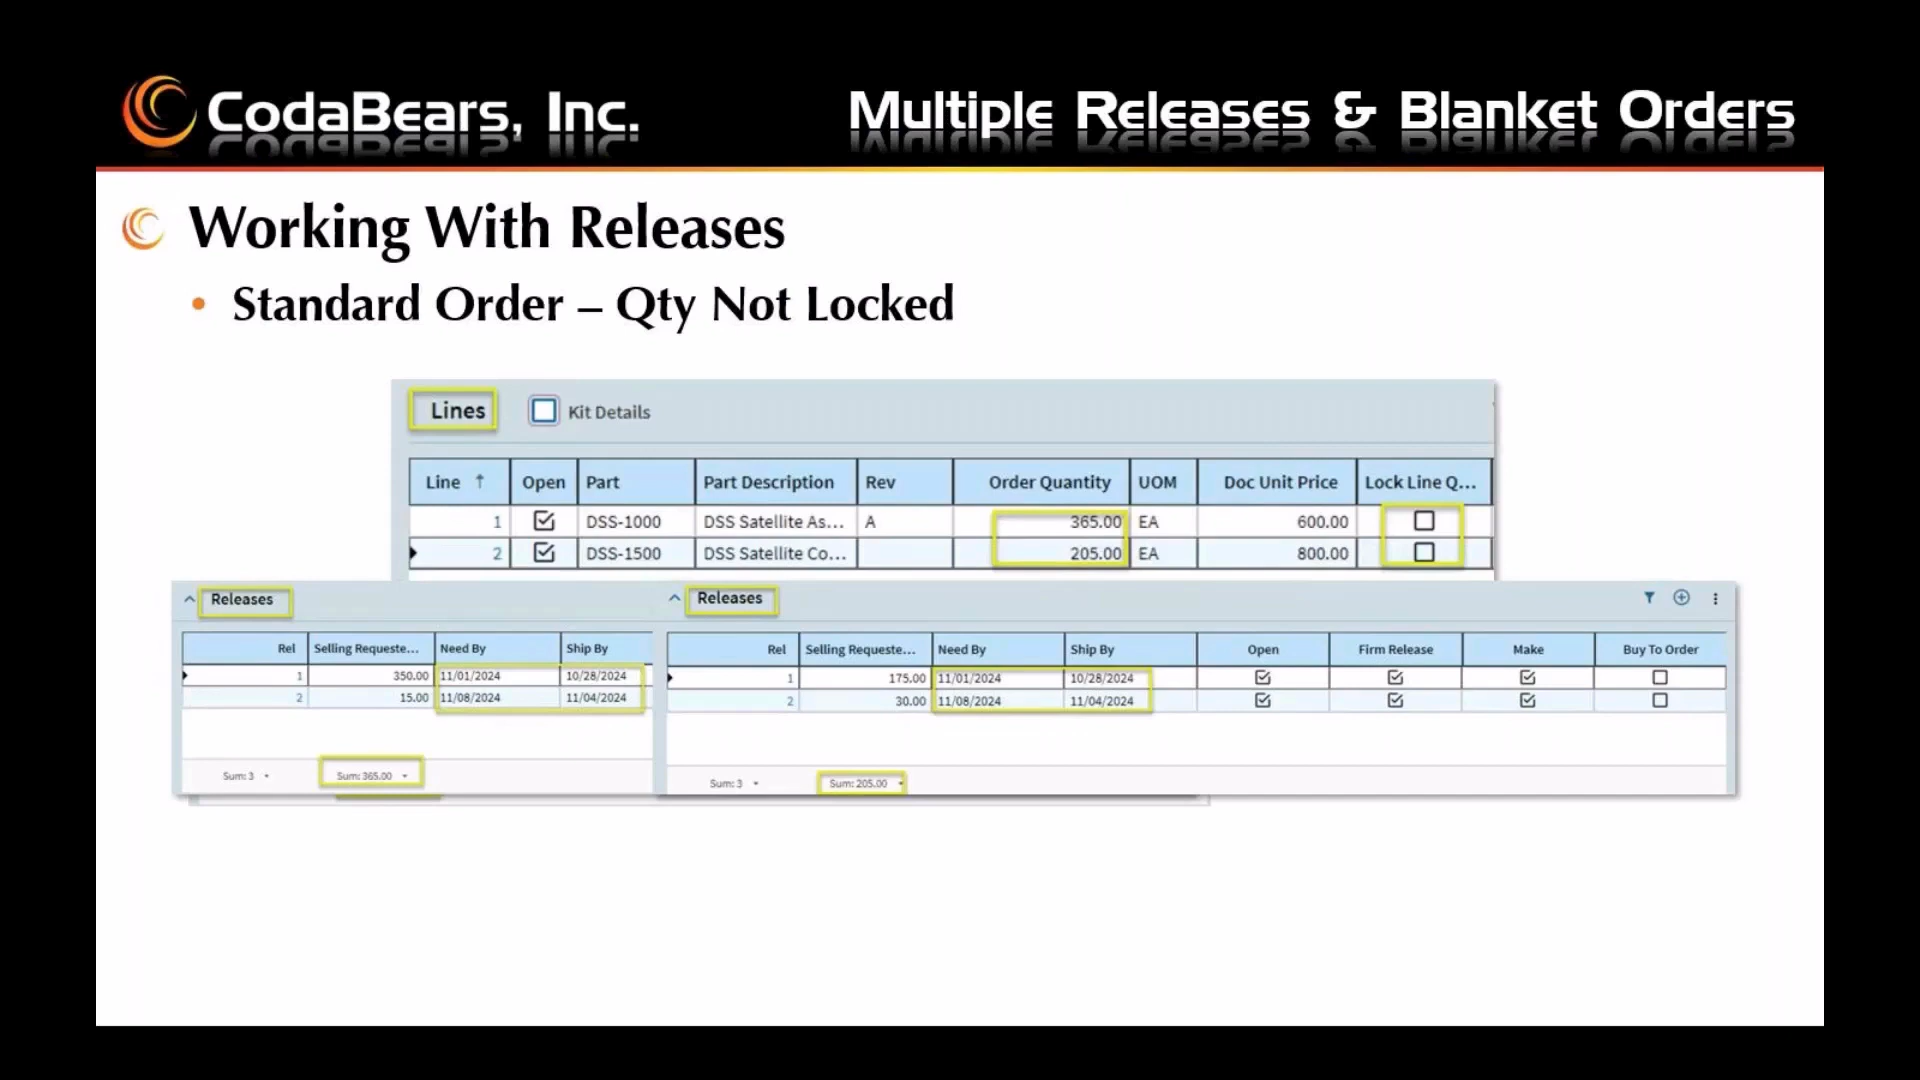 CodaBears, Inc.
Multiple Releases & Blanket Orders
Working With Releases
• Standard Order – Qty Not Locked
Lines Kit Details
Line ↑ Open Part Part Description Rev Order Quantity UOM Doc Unit Price Lock Line Q...
1 DSS-1000 DSS Satellite As... A 365.00 EA 600.00
2 DSS-1500 DSS Satellite Co... 205.00 EA 800.00
Releases
Rel Selling Requeste... Need By Ship By
1 350.00 11/01/2024 10/28/2024
2 15.00 11/08/2024 11/04/2024
Sum: 3 Sum: 365.00
Releases
Rel Selling Requeste... Need By Ship By Open Firm Release Make Buy To Order
1 175.00 11/01/2024 10/28/2024
2 30.00 11/08/2024 11/04/2024
Sum: 3 Sum: 205.00